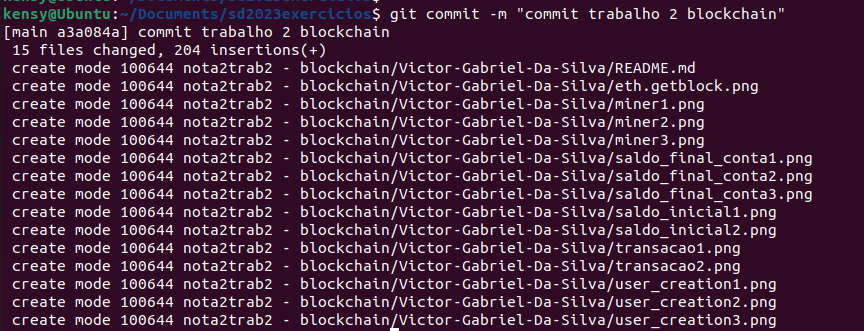 kensy@Ubuntu:~/Documents/sd2023exercicios$
kensy@Ubuntu:~/Documents/sd2023exercicios$ git commit -m "commit trabalho 2 blockchain"
[main a3a084a] commit trabalho 2 blockchain
 15 files changed, 204 insertions(+)
 create mode 100644 nota2trab2 - blockchain/Victor-Gabriel-Da-Silva/README.md
 create mode 100644 nota2trab2 - blockchain/Victor-Gabriel-Da-Silva/eth.getblock.png
 create mode 100644 nota2trab2 - blockchain/Victor-Gabriel-Da-Silva/miner1.png
 create mode 100644 nota2trab2 - blockchain/Victor-Gabriel-Da-Silva/miner2.png
 create mode 100644 nota2trab2 - blockchain/Victor-Gabriel-Da-Silva/miner3.png
 create mode 100644 nota2trab2 - blockchain/Victor-Gabriel-Da-Silva/saldo_final_conta1.png
 create mode 100644 nota2trab2 - blockchain/Victor-Gabriel-Da-Silva/saldo_final_conta2.png
 create mode 100644 nota2trab2 - blockchain/Victor-Gabriel-Da-Silva/saldo_final_conta3.png
 create mode 100644 nota2trab2 - blockchain/Victor-Gabriel-Da-Silva/saldo_inicial1.png
 create mode 100644 nota2trab2 - blockchain/Victor-Gabriel-Da-Silva/saldo_inicial2.png
 create mode 100644 nota2trab2 - blockchain/Victor-Gabriel-Da-Silva/transacao1.png
 create mode 100644 nota2trab2 - blockchain/Victor-Gabriel-Da-Silva/transacao2.png
 create mode 100644 nota2trab2 - blockchain/Victor-Gabriel-Da-Silva/user_creation1.png
 create mode 100644 nota2trab2 - blockchain/Victor-Gabriel-Da-Silva/user_creation2.png
 create mode 100644 nota2trab2 - blockchain/Victor-Gabriel-Da-Silva/user_creation3.png